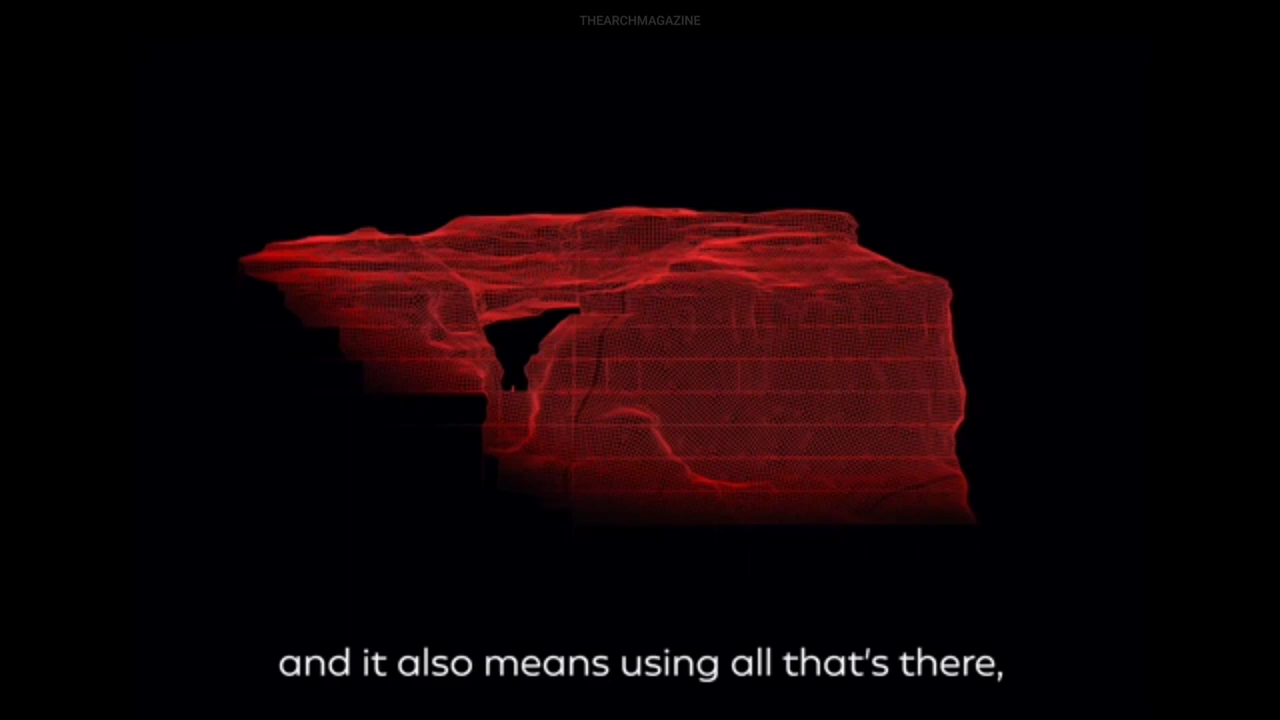 THEARCHMAGAZINE
and it also means using all that's there,